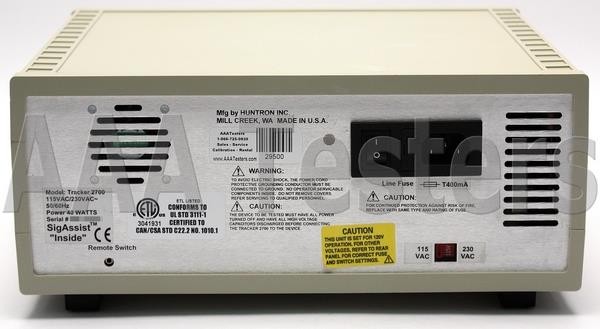 Mfg by HUNTRON INC.
MILL CREEK, WA MADE IN U.S.A.
AAATesters
1-866-725-0938
Sales - Service
Calibration - Rental
www.AAATesters.com
29500
Line Fuse T400mA
WARNING:
TO AVOID ELECTRIC SHOCK, THE POWER CORD
PROTECTIVE GROUNDING CONDUCTOR MUST BE
CONNECTED TO GROUND. NO OPERATOR SERVICEABLE
COMPONENTS INSIDE. DO NOT REMOVE COVERS.
REFER SERVICING TO QUALIFIED PERSONNEL.
CAUTION:
THE DEVICE TO BE TESTED MUST HAVE ALL POWER
TURNED OFF AND HAVE ALL HIGH VOLTAGE
CAPACITORS DISCHARGED BEFORE CONNECTING
THE TRACKER 2700 TO THE DEVICE.
CAUTION:
FOR CONTINUED PROTECTION AGAINST RISK OF FIRE,
REPLACE WITH SAME TYPE AND RATING OF FUSE.
Model: Tracker 2700
115VAC/230VAC~
50/60Hz
Power 40 WATTS
Serial #
SigAssist™
"Inside"
ETL LISTED
CONFORMS TO
UL STD 3111-1
CERTIFIED TO
CAN/CSA STD C22.2 NO. 1010.1
3041931
Remote Switch
CAUTION
THIS UNIT IS SET FOR 120V
OPERATION. FOR OTHER
VOLTAGES, REFER TO REAR
PANEL FOR CORRECT FUSE
AND SWITCH SETTINGS.
115
VAC
230
VAC
AAATesters